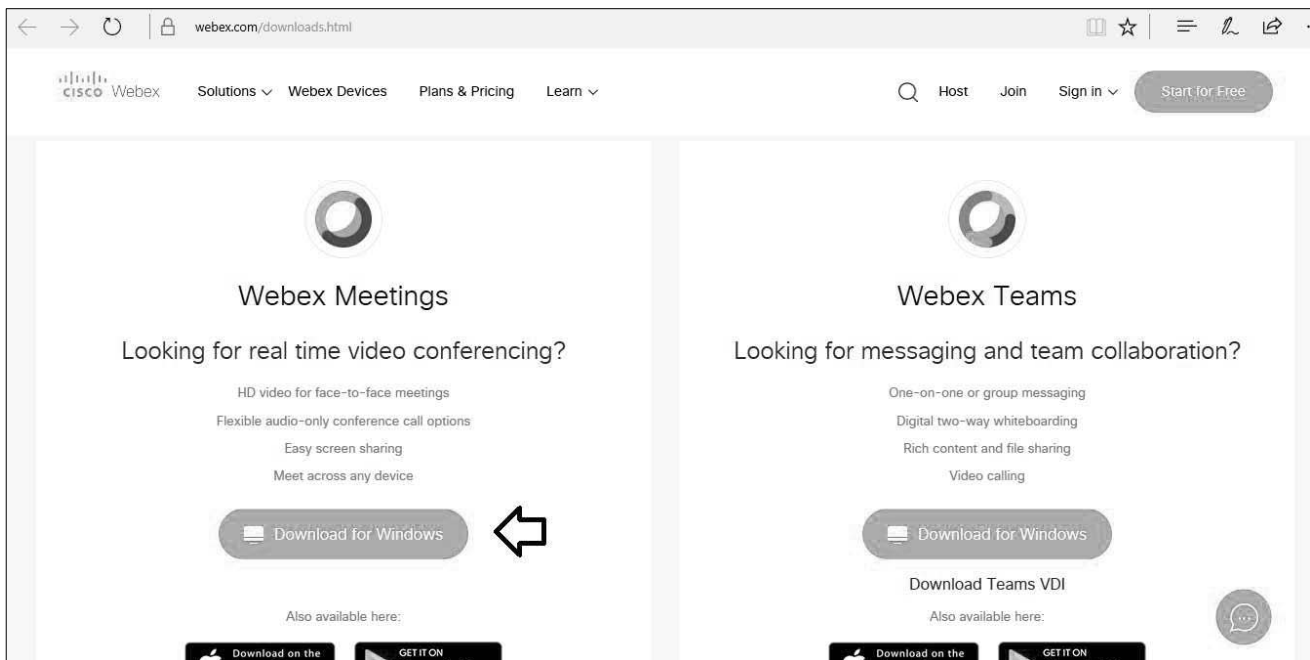 webex.com/downloads.html
cisco Webex Solutions Webex Devices Plans & Pricing Learn Host Join Sign in Start for Free
Webex Meetings
Looking for real time video conferencing?
HD video for face-to-face meetings
Flexible audio-only conference call options
Easy screen sharing
Meet across any device
Download for Windows
Also available here:
Download on the
GET IT ON
Webex Teams
Looking for messaging and team collaboration?
One-on-one or group messaging
Digital two-way whiteboarding
Rich content and file sharing
Video calling
Download for Windows
Download Teams VDI
Also available here:
Download on the
GET IT ON